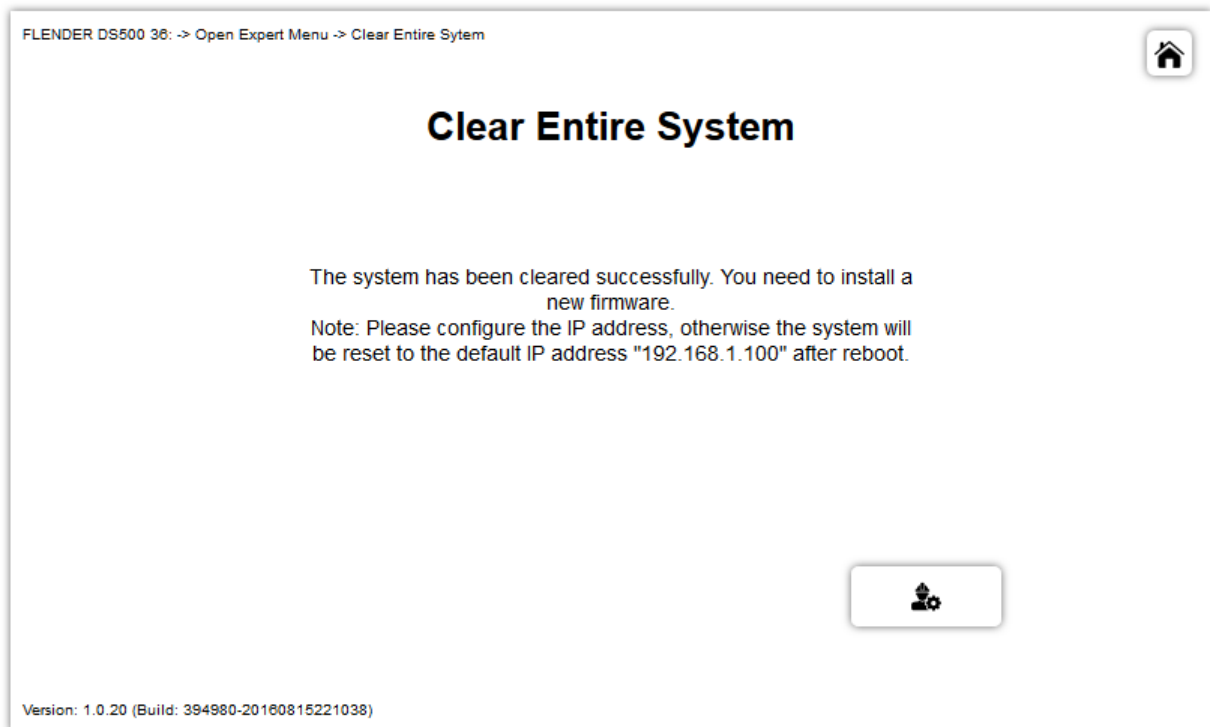 FLENDER DS500 36: -> Open Expert Menu -> Clear Entire Sytem
Clear Entire System
The system has been cleared successfully. You need to install a
new firmware.
Note: Please configure the IP address, otherwise the system will
be reset to the default IP address "192.168.1.100" after reboot.
Version: 1.0.20 (Build: 394980-20160815221038)